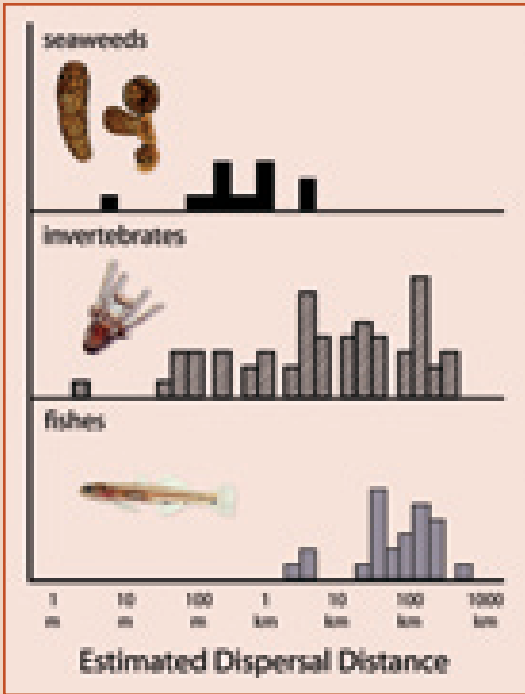 seaweeds
invertebrates
fishes
1 10 100 1 10 100 1000
m m m km km km km
Estimated Dispersal Distance